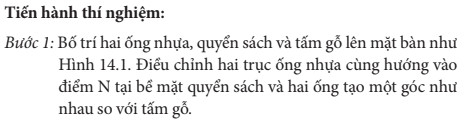 Tiến hành thí nghiệm:
Bước 1: Bố trí hai ống nhựa, quyển sách và tấm gỗ lên mặt bàn như
Hình 14.1. Điều chỉnh hai trục ống nhựa cùng hướng vào
điểm N tại bề mặt quyển sách và hai ống tạo một góc như
nhau so với tấm gỗ.